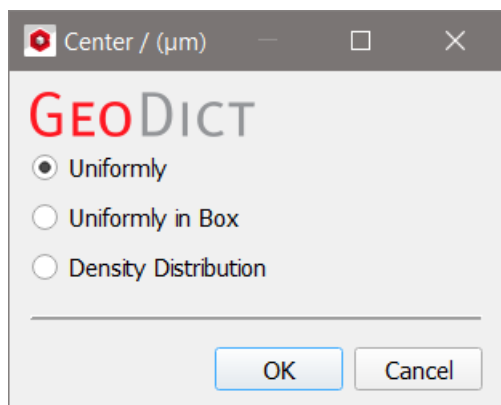 Center / (µm)
GEODICT
Uniformly
Uniformly in Box
Density Distribution
OK
Cancel